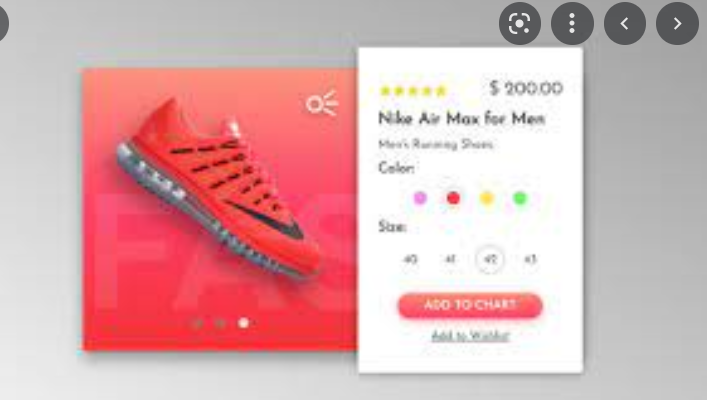 FAS
$ 200.00
Nike Air Max for Men
Men's Running Shoes
Color:
Size:
40 41 42 43
ADD TO CHART
Add to Wishlist